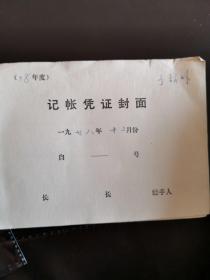 (78年度)
记帐凭证封面
一九七八年 十二月份
自 — 号
长 长 经手人